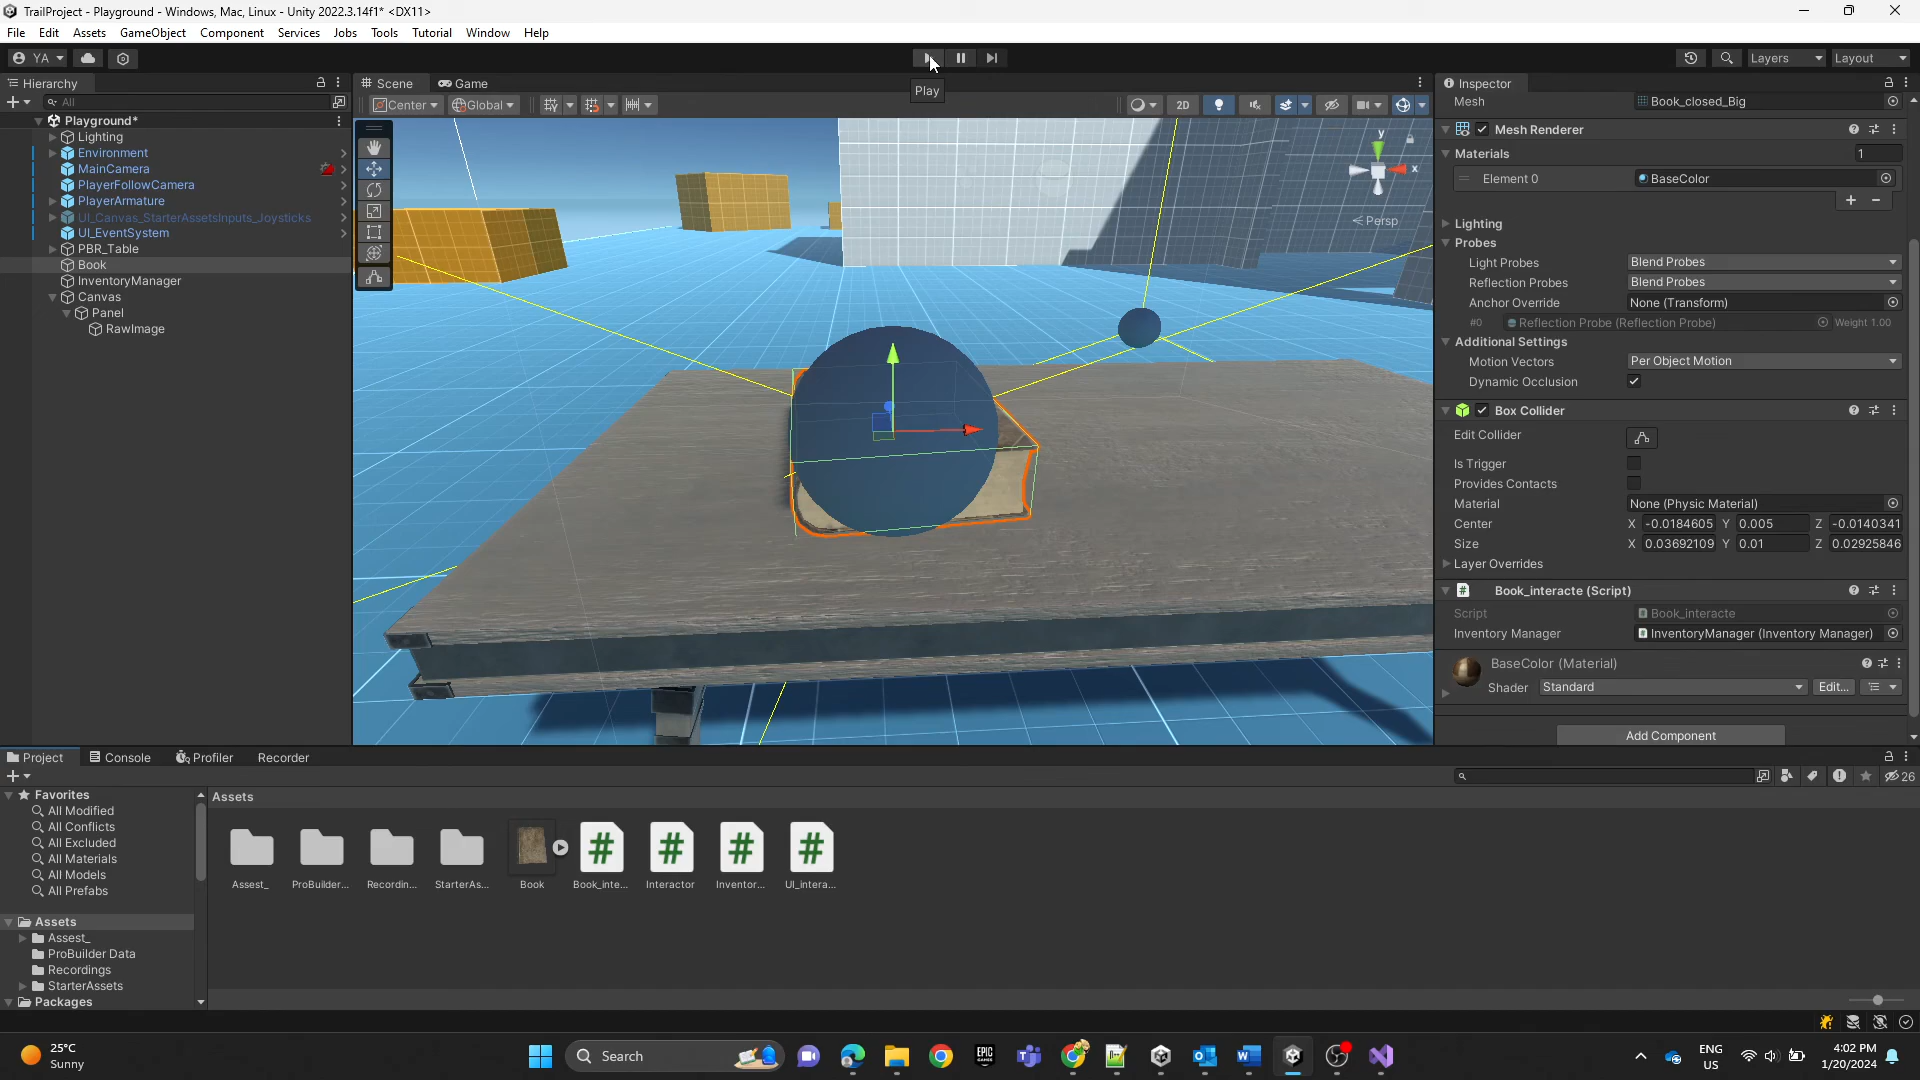 TrailProject - Playground - Windows, Mac, Linux - Unity 2022.3.14f1* <DX11>
File Edit Assets GameObject Component Services Jobs Tools Tutorial Window Help
YA
Layers Layout
Play
Hierarchy
All
Playground*
Lighting
Environment
MainCamera
PlayerFollowCamera
PlayerArmature
UI_Canvas_StarterAssetsInputs_Joysticks
UI_EventSystem
PBR_Table
Book
InventoryManager
Canvas
Panel
RawImage
Scene Game
Center Global 2D
y
x
Persp
Inspector
Mesh Book_closed_Big
Mesh Renderer
Materials 1
Element 0 BaseColor
Lighting
Probes
Light Probes Blend Probes
Reflection Probes Blend Probes
Anchor Override None (Transform)
#0 Reflection Probe (Reflection Probe) Weight 1.00
Additional Settings
Motion Vectors Per Object Motion
Dynamic Occlusion
Box Collider
Edit Collider
Is Trigger
Provides Contacts
Material None (Physic Material)
Center X -0.0184605 Y 0.005 Z -0.0140341
Size X 0.03692109 Y 0.01 Z 0.02925846
Layer Overrides
Book_interacte (Script)
Script Book_interacte
Inventory Manager InventoryManager (Inventory Manager)
BaseColor (Material)
Shader Standard Edit...
Add Component
Project Console Profiler Recorder
26
Favorites
All Modified
All Conflicts
All Excluded
All Materials
All Models
All Prefabs
Assets
Assest_
ProBuilder Data
Recordings
StarterAssets
Packages
Assets
Assest_ ProBuilder... Recordin... StarterAs... Book Book_inte... Interactor Inventor... UI_intera...
25°C
Sunny
Search
EPIC GAMES
ENG
US
4:02 PM
1/20/2024